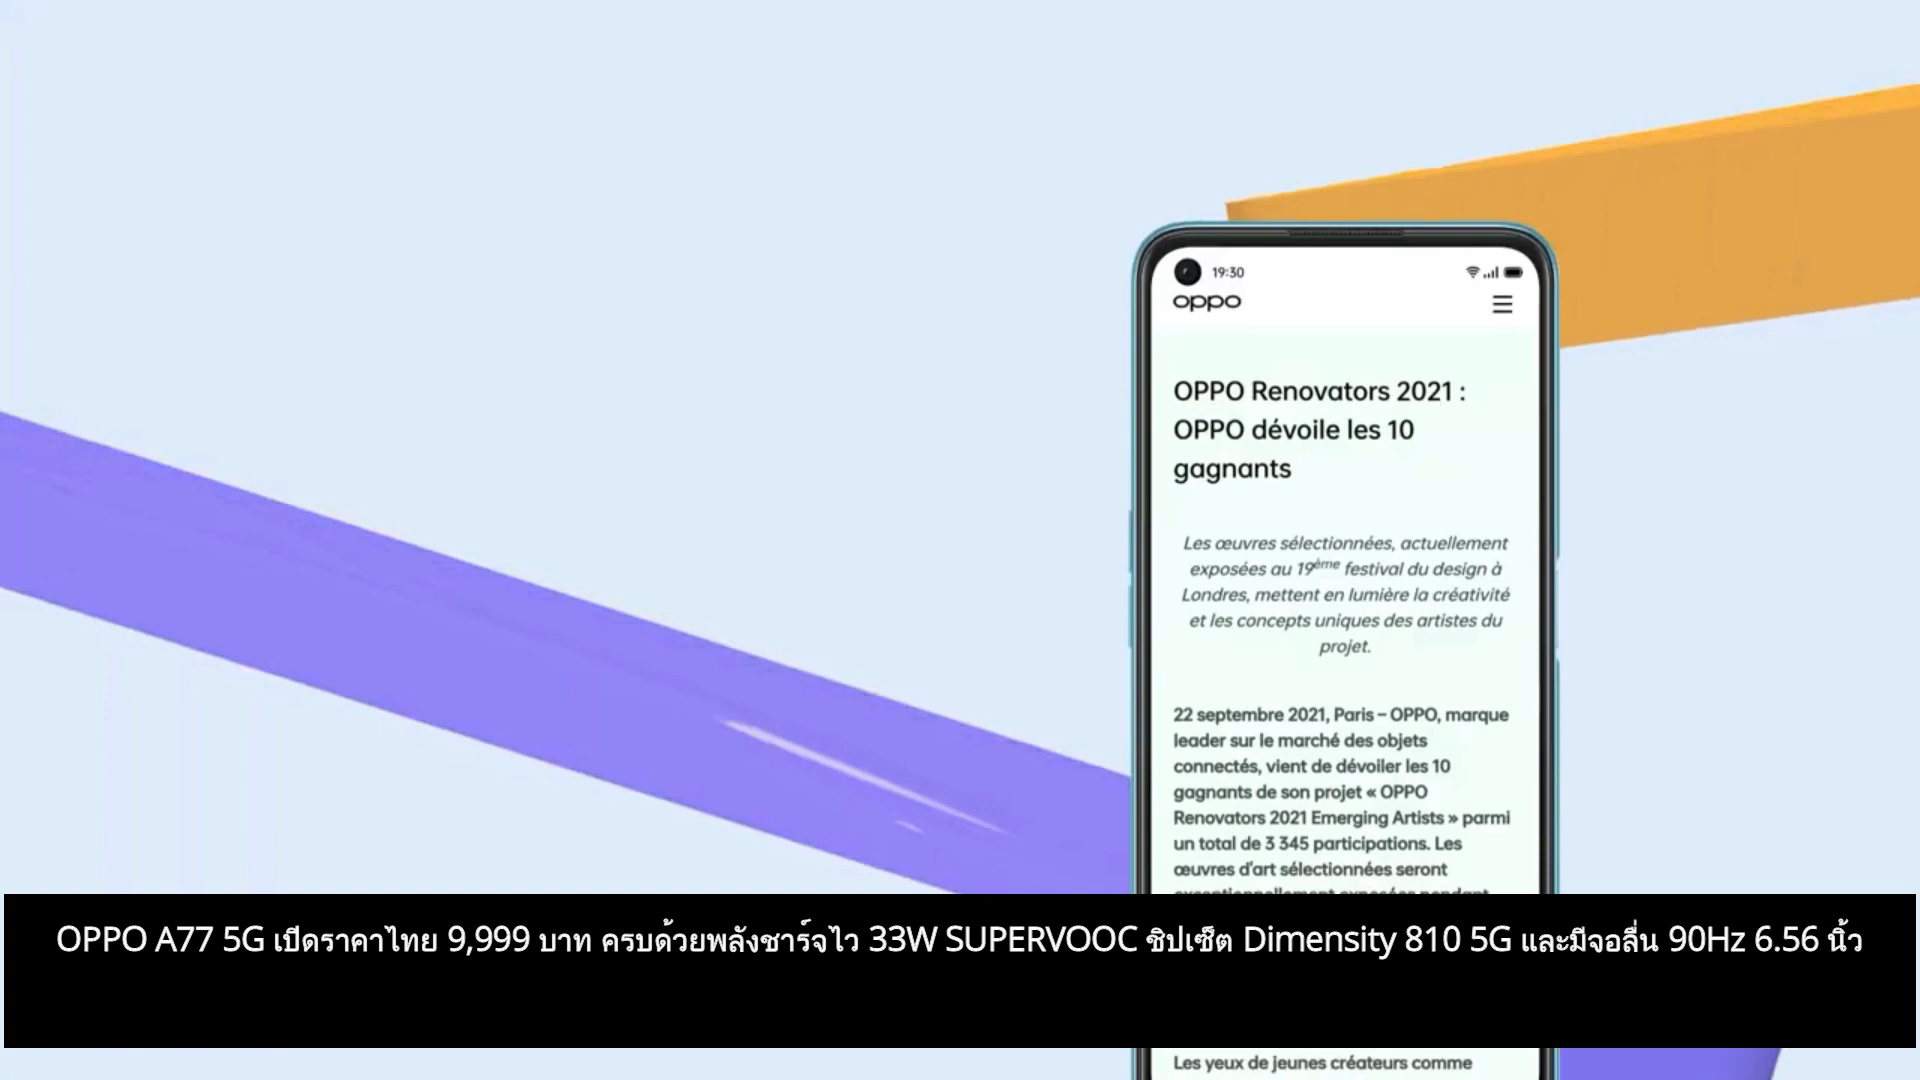 19:30
oppo
OPPO Renovators 2021 :
OPPO dévoile les 10
gagnants
Les œuvres sélectionnées, actuellement
exposées au 19ème festival du design à
Londres, mettent en lumière la créativité
et les concepts uniques des artistes du
projet.
22 septembre 2021, Paris – OPPO, marque
leader sur le marché des objets
connectés, vient de dévoiler les 10
gagnants de son projet « OPPO
Renovators 2021 Emerging Artists » parmi
un total de 3 345 participations. Les
œuvres d'art sélectionnées seront
OPPO A77 5G เปิดราคาไทย 9,999 บาท ครบด้วยพลังชาร์จไว 33W SUPERVOOC ชิปเซ็ต Dimensity 810 5G และมีจอลื่น 90Hz 6.56 นิ้ว
Les yeux de jeunes créateurs comme